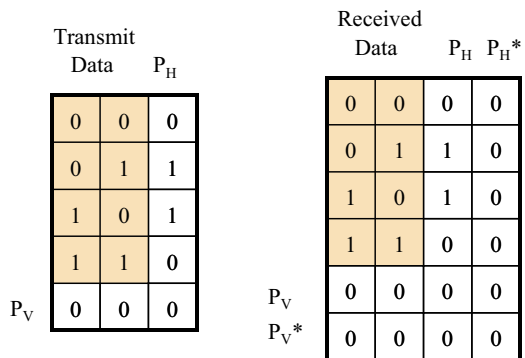 Transmit
Data P_H
0 0 0
0 1 1
1 0 1
1 1 0
P_V 0 0 0
Received
Data P_H P_H*
0 0 0 0
0 1 1 0
1 0 1 0
1 1 0 0
P_V 0 0 0 0
P_V* 0 0 0 0